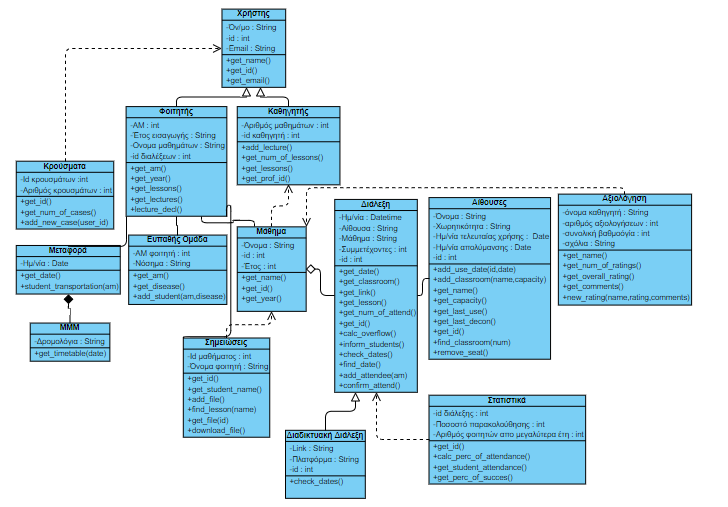 Χρήστης
-Όν/μο : String
-id : int
-Email : String
+get_name()
+get_id()
+get_email()
Φοιτητής
-ΑΜ : int
-Έτος εισαγωγής : String
-Όνομα μαθημάτων : String
-id διαλέξεων : int
+get_am()
+get_year()
+get_lessons()
+get_lectures()
+lecture_ded()
Καθηγητής
-Αριθμός μαθημάτων : int
-id καθηγητή : int
+add_lecture()
+get_num_of_lessons()
+get_lessons()
+get_prof_id()
Κρούσματα
-Id κρουσμάτων :int
-Αριθμός κρουσμάτων : int
+get_id()
+get_num_of_cases()
+add_new_case(user_id)
Μεταφορά
-Ημ/νία : Date
+get_date()
+student_transportation(am)
ΜΜΜ
-Δρομολόγια : String
+get_timetable(date)
Ευπαθής Ομάδα
-ΑΜ φοιτητή : int
-Νόσημα : String
+get_am()
+get_disease()
+add_student(am,disease)
Μάθημα
-Όνομα : String
-id : int
-Έτος : int
+get_name()
+get_id()
+get_year()
Σημειώσεις
-Id μαθήματος : int
-Όνομα φοιτητή : String
+get_id()
+get_student_name()
+add_file()
+find_lesson(name)
+get_file(id)
+download_file()
Διάλεξη
-Ημ/νία : Datetime
-Αίθουσα : String
-Μάθημα : String
-Συμμετέχοντες : int
-id : int
+get_date()
+get_classroom()
+get_link()
+get_lesson()
+get_num_of_attend()
+get_id()
+calc_overflow()
+inform_students()
+check_dates()
+find_date()
+add_attendee(am)
+confirm_attend()
Αίθουσες
-Όνομα : String
-Χωρητικότητα : String
-Ημ/νία τελευταίας χρήσης : Date
-Ημ/νία απολύμανσης : Date
-id : int
+add_use_date(id,date)
+add_classroom(name,capacity)
+get_name()
+get_capacity()
+get_last_use()
+get_last_decon()
+get_id()
+find_classroom(num)
+remove_seat()
Αξιολόγηση
-όνομα καθηγητή : String
-αριθμός αξιολογήσεων : int
-συνολική βαθμολογία : int
-σχόλια : String
+get_name()
+get_num_of_ratings()
+get_overall_rating()
+get_comments()
+new_rating(name,rating,comments)
Διαδικτυακή Διάλεξη
-Link : String
-Πλατφόρμα : String
-id : int
+check_dates()
Στατιστικά
-id διάλεξης : int
-Ποσοστό παρακολούθησης : int
-Αριθμός φοιτητών απο μεγαλύτερα έτη : int
+get_id()
+calc_perc_of_attendance()
+get_student_attendance()
+get_perc_of_succes()